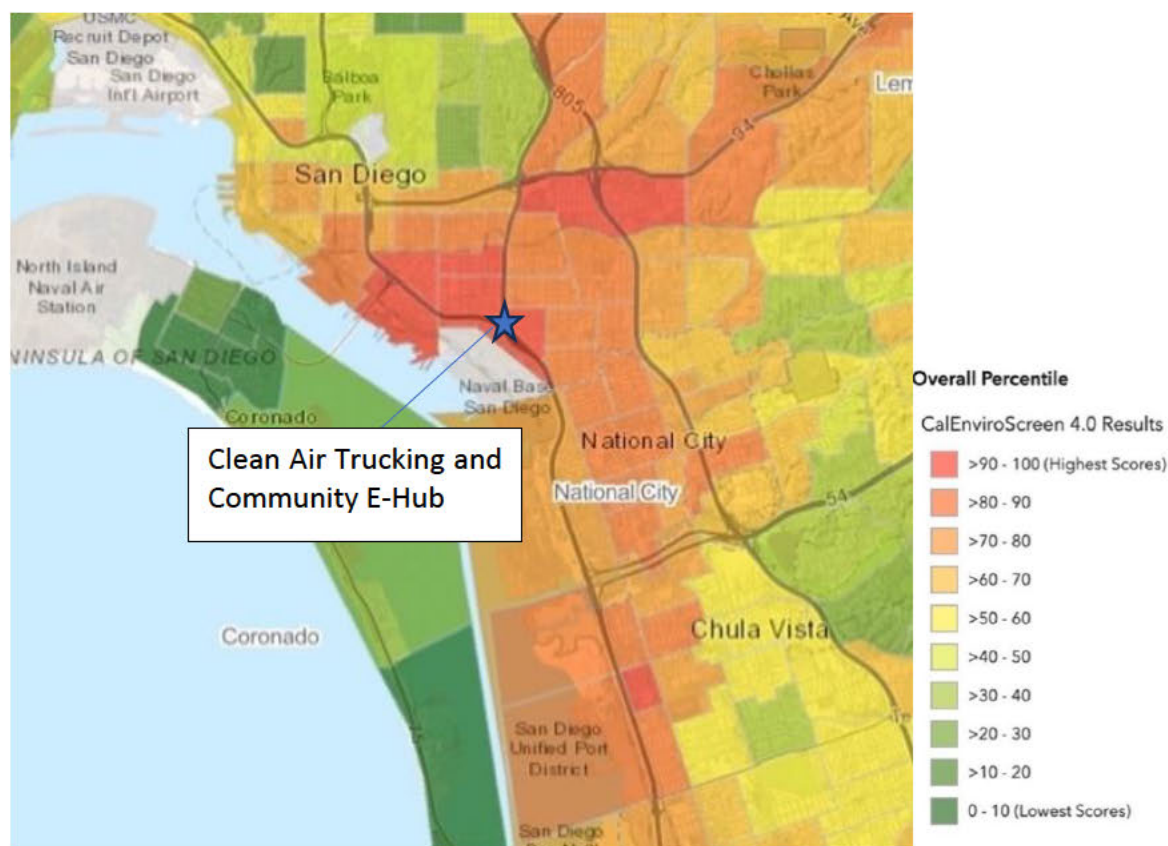 USMC
Recruit Depot
San Diego
San Diego
Int'l Airport
Balboa
Park
805
Chollas
Park
Lem
94
San Diego
North Island
Naval Air
Station
NINSULA OF SAN DIEGO
Naval Base
San Diego
Coronado
Clean Air Trucking and
Community E-Hub
National City
National City
54
Coronado
Chula Vista
75
San Diego
Unified Port
District
San Diego
Overall Percentile
CalEnviroScreen 4.0 Results
>90 - 100 (Highest Scores)
>80 - 90
>70 - 80
>60 - 70
>50 - 60
>40 - 50
>30 - 40
>20 - 30
>10 - 20
0 - 10 (Lowest Scores)